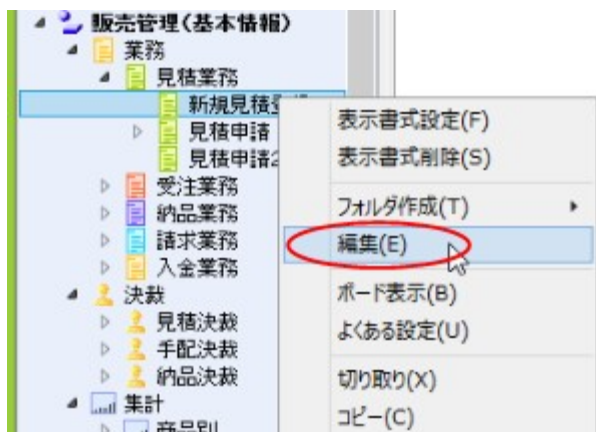 販売管理(基本情報)
業務
見積業務
新規見積
見積申請
見積申請2
受注業務
納品業務
請求業務
入金業務
決裁
見積決裁
手配決裁
納品決裁
集計
商品別
表示書式設定(F)
表示書式削除(S)
フォルダ作成(T)
編集(E)
ボード表示(B)
よくある設定(U)
切り取り(X)
コピー(C)